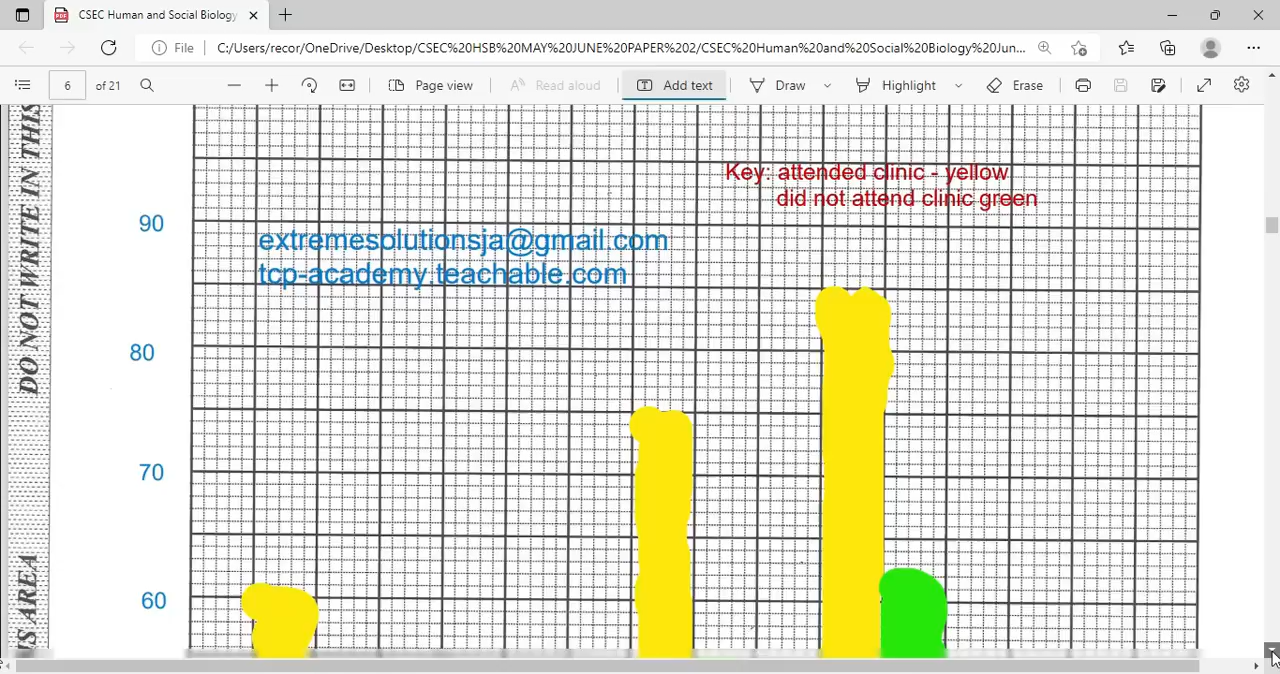 CSEC Human and Social Biology
File
C:/Users/recor/OneDrive/Desktop/CSEC%20HSB%20MAY%20JUNE%20PAPER%202/CSEC%20Human%20and%20Social%20Biology%20Jun...
6
of 21
Page view
Read aloud
Add text
Draw
Highlight
Erase
DO NOT WRITE IN THIS
Key: attended clinic - yellow
did not attend clinic green
90
extremesolutionsja@gmail.com
tcp-academy.teachable.com
80
70
60
IS AREA